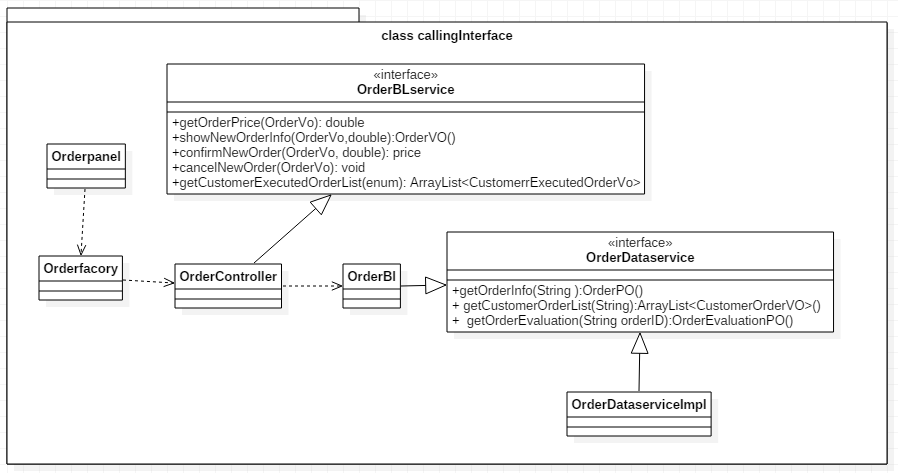 class callingInterface
«interface»
OrderBLservice
+getOrderPrice(OrderVo): double
+showNewOrderInfo(OrderVo,double):OrderVO()
+confirmNewOrder(OrderVo, double): price
+cancelNewOrder(OrderVo): void
+getCustomerExecutedOrderList(enum): ArrayList<CustomerrExecutedOrderVo>
Orderpanel
Orderfacory
OrderController
OrderBl
«interface»
OrderDataservice
+getOrderInfo(String ):OrderPO()
+ getCustomerOrderList(String):ArrayList<CustomerOrderVO>()
+  getOrderEvaluation(String orderID):OrderEvaluationPO()
OrderDataserviceImpl